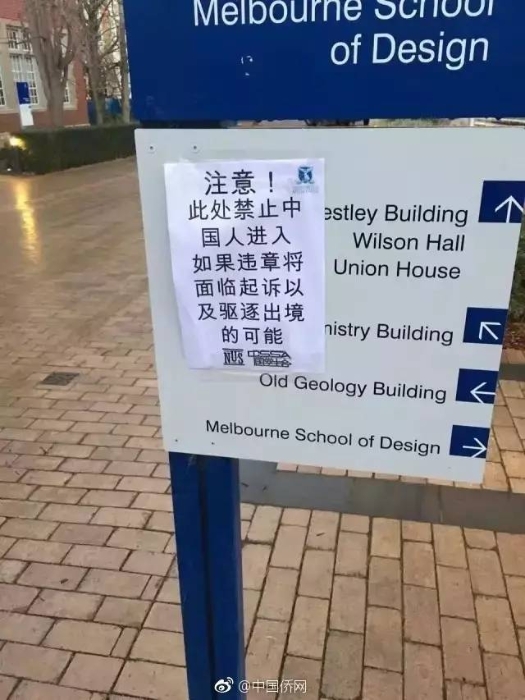 Melbourne School
of Design
注意！
此处禁止中
国人进入
如果违章将
面临起诉以
及驱逐出境
的可能
estley Building
Wilson Hall
Union House
nistry Building
Old Geology Building
Melbourne School of Design
@中国侨网